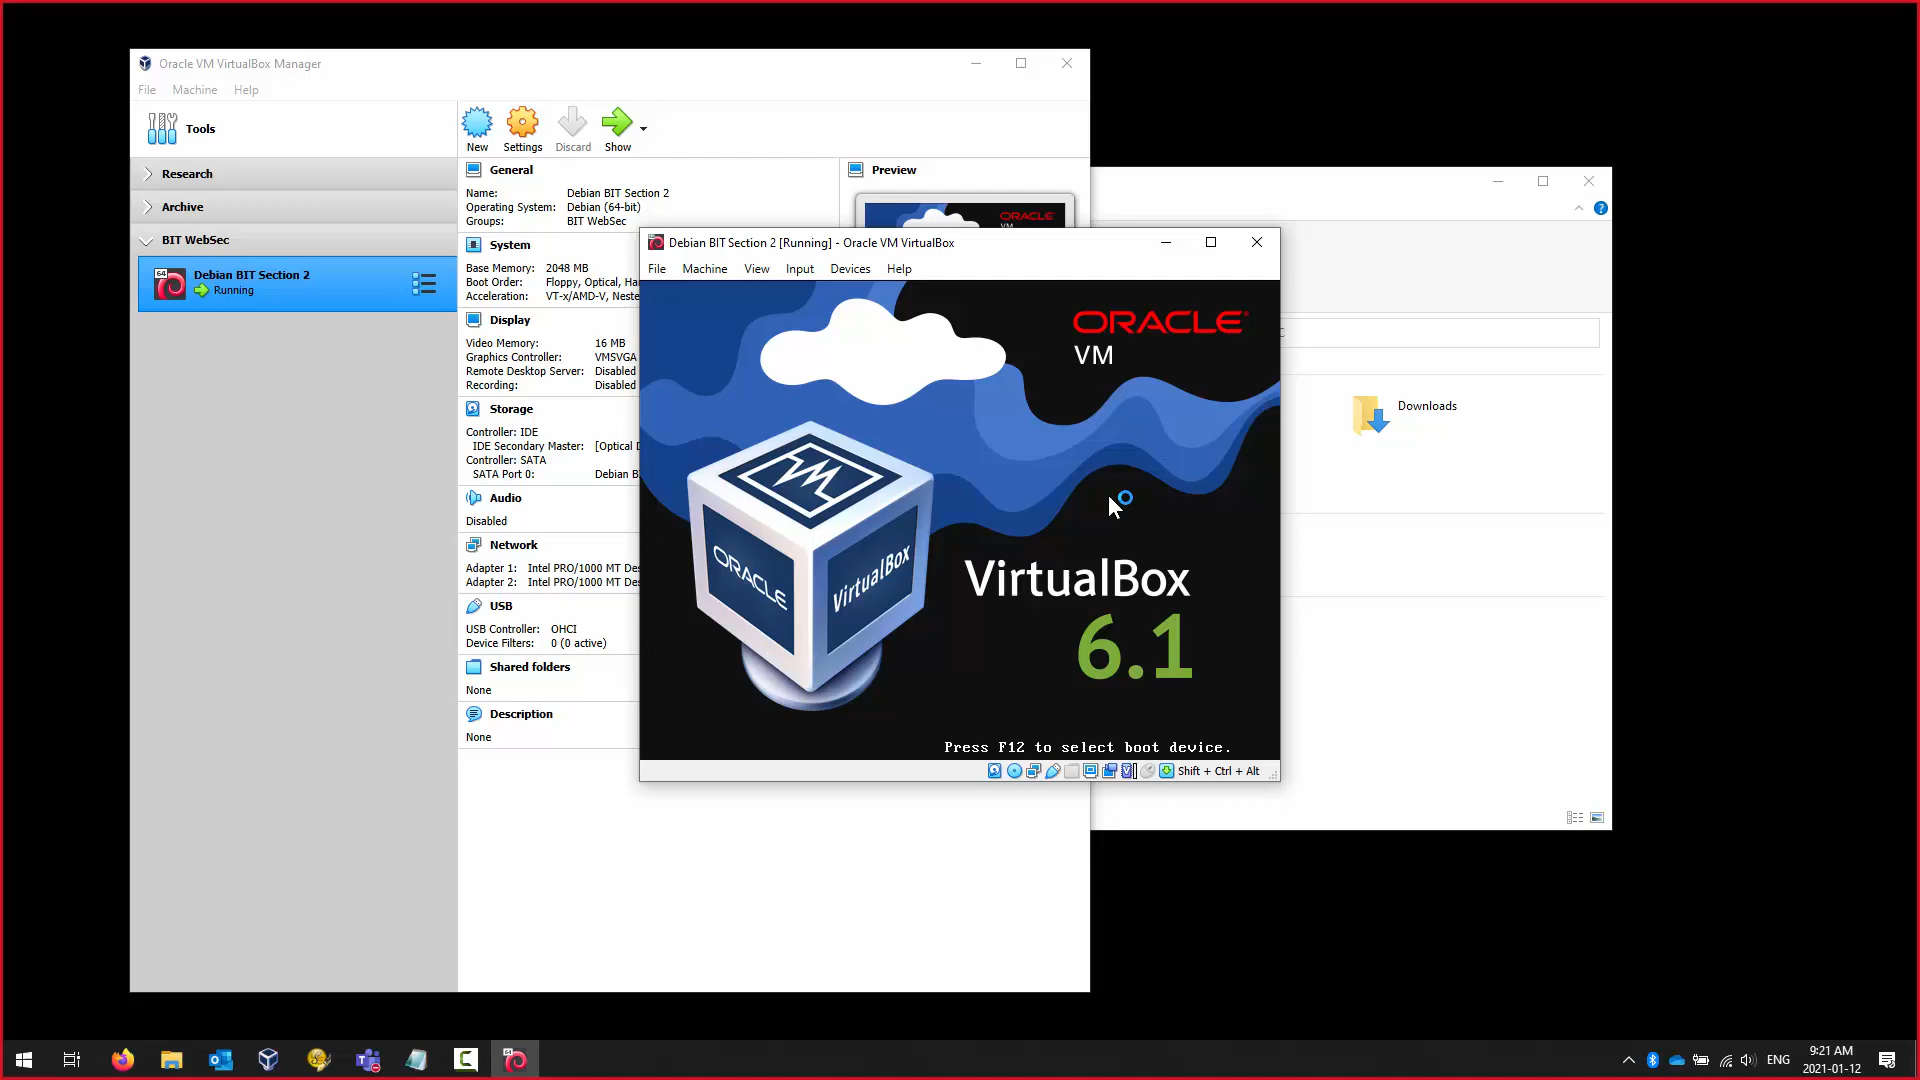 Oracle VM VirtualBox Manager
File Machine Help
Tools
New Settings Discard Show
Research
Archive
BIT WebSec
64
Debian BIT Section 2
Running
General
Name: Debian BIT Section 2
Operating System: Debian (64-bit)
Groups: BIT WebSec
System
Base Memory: 2048 MB
Boot Order: Floppy, Optical, Ha
Acceleration: VT-x/AMD-V, Neste
Display
Video Memory: 16 MB
Graphics Controller: VMSVGA
Remote Desktop Server: Disabled
Recording: Disabled
Storage
Controller: IDE
IDE Secondary Master: [Optical D
Controller: SATA
SATA Port 0: Debian B
Audio
Disabled
Network
Adapter 1: Intel PRO/1000 MT Des
Adapter 2: Intel PRO/1000 MT Des
USB
USB Controller: OHCI
Device Filters: 0 (0 active)
Shared folders
None
Description
None
Preview
ORACLE
Debian BIT Section 2 [Running] - Oracle VM VirtualBox
File Machine View Input Devices Help
ORACLE®
VM
ORACLE VirtualBox
VirtualBox
6.1
Press F12 to select boot device.
Shift + Ctrl + Alt
Downloads
ENG
9:21 AM
2021-01-12